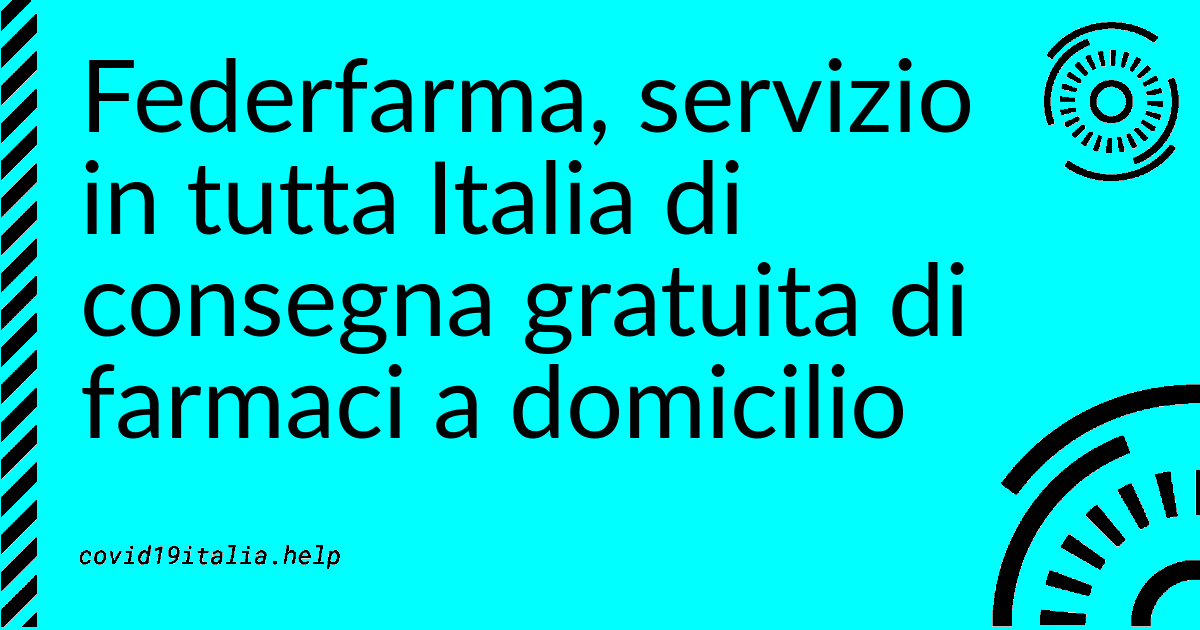 Federfarma, servizio
in tutta Italia di
consegna gratuita di
farmaci a domicilio
covid19italia.help